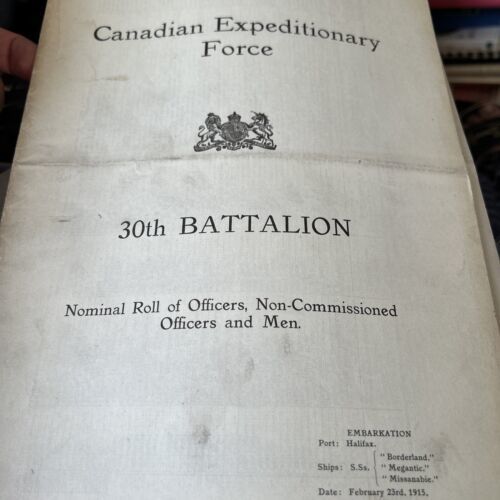 Canadian Expeditionary
Force
30th BATTALION
Nominal Roll of Officers, Non-Commissioned
Officers and Men.
EMBARKATION
Port: Halifax.
"Borderland."
Ships: S.Ss. "Megantic."
"Missanabie."
Date: February 23rd, 1915.